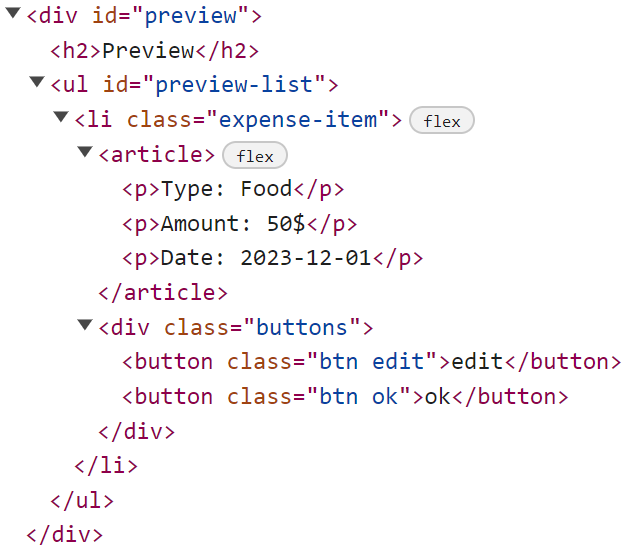 <div id="preview">
<h2>Preview</h2>
<ul id="preview-list">
<li class="expense-item"> flex
<article> flex
<p>Type: Food</p>
<p>Amount: 50$</p>
<p>Date: 2023-12-01</p>
</article>
<div class="buttons">
<button class="btn edit">edit</button>
<button class="btn ok">ok</button>
</div>
</li>
</ul>
</div>